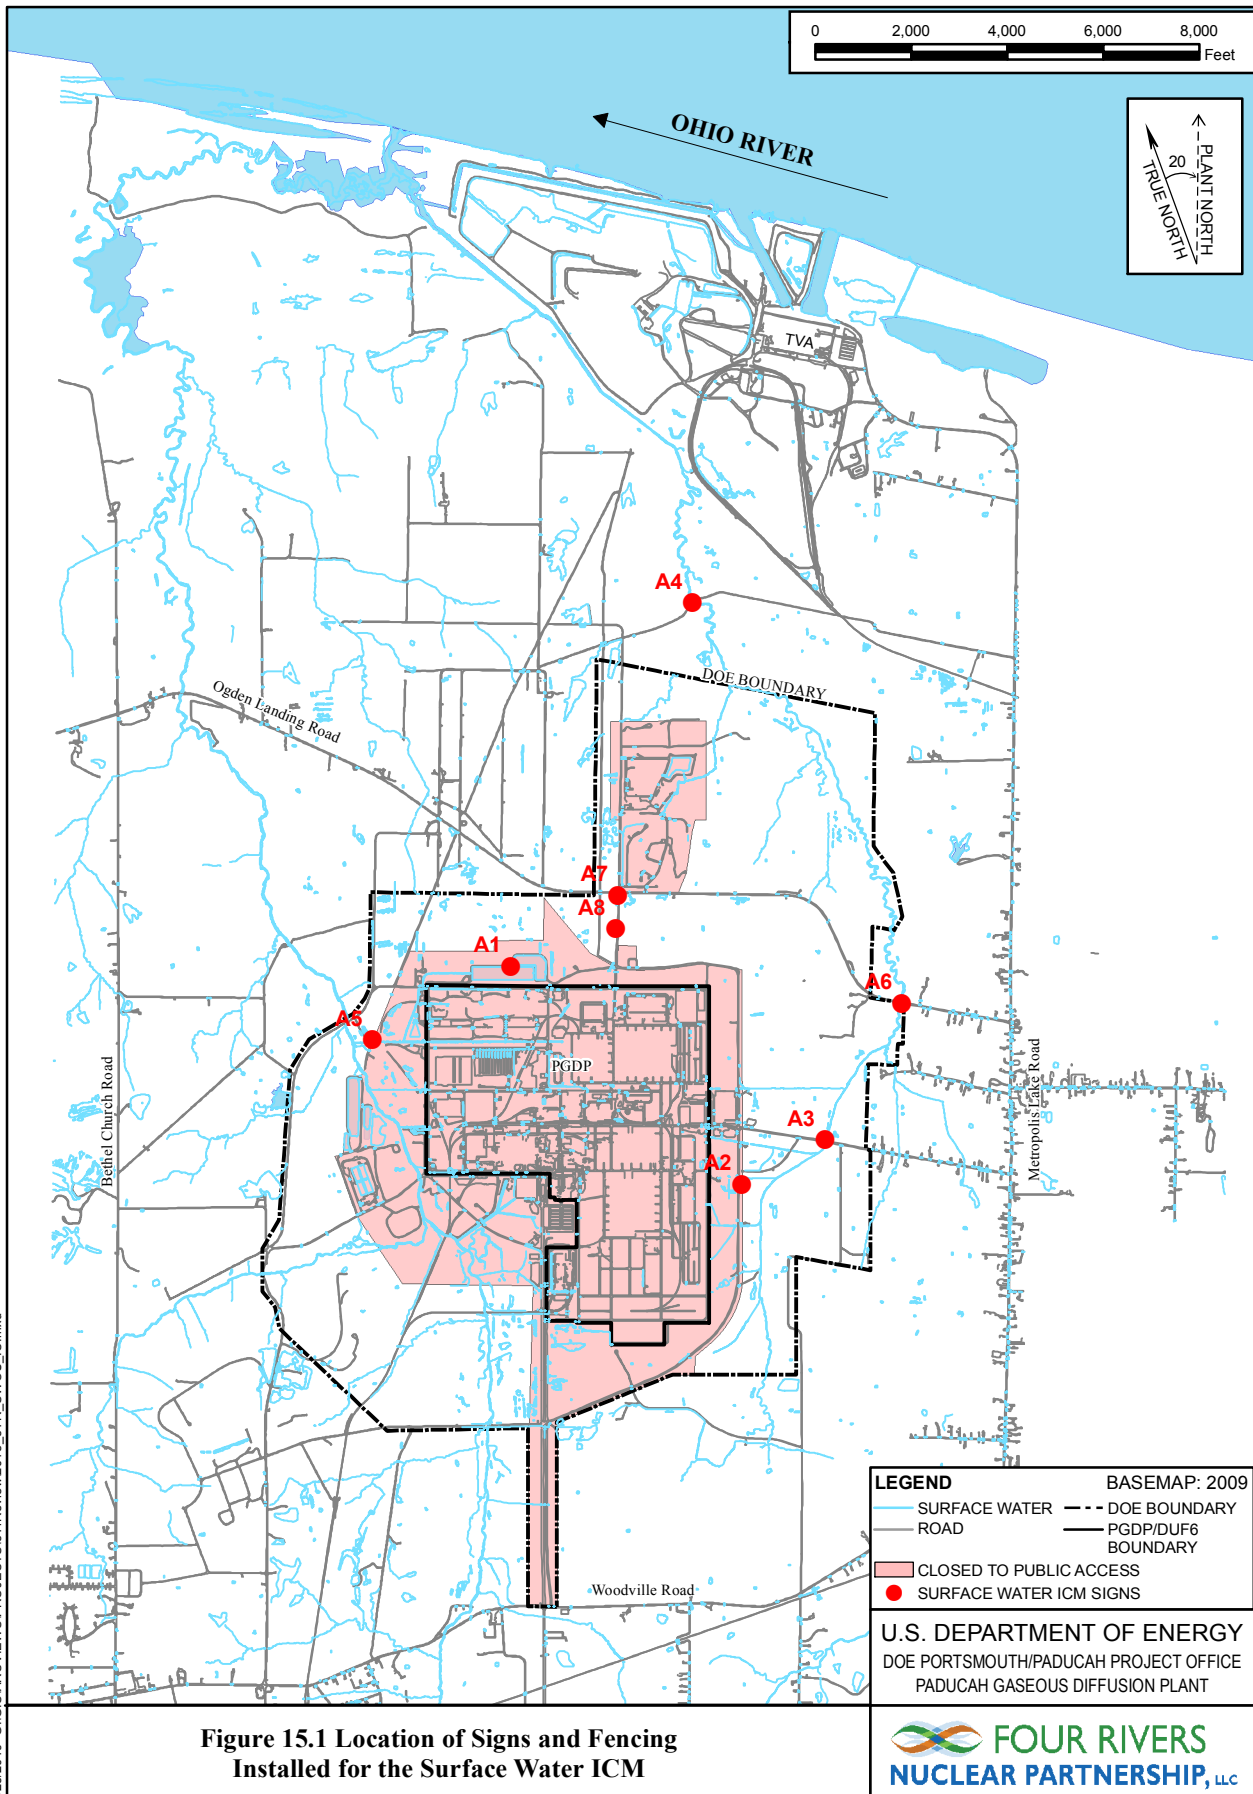 0 2,000 4,000 6,000 8,000
Feet
OHIO RIVER
20
TRUE NORTH
PLANT NORTH
TVA
A4
DOE BOUNDARY
Ogden Landing Road
A7
A8
A1
A6
A5
PGDP
Bethel Church Road
Metropolis Lake Road
A3
A2
Woodville Road
LEGEND BASEMAP: 2009
SURFACE WATER DOE BOUNDARY
ROAD PGDP/DUF6
BOUNDARY
CLOSED TO PUBLIC ACCESS
SURFACE WATER ICM SIGNS
U.S. DEPARTMENT OF ENERGY
DOE PORTSMOUTH/PADUCAH PROJECT OFFICE
PADUCAH GASEOUS DIFFUSION PLANT
Figure 15.1 Location of Signs and Fencing
Installed for the Surface Water ICM
FOUR RIVERS
NUCLEAR PARTNERSHIP, LLC